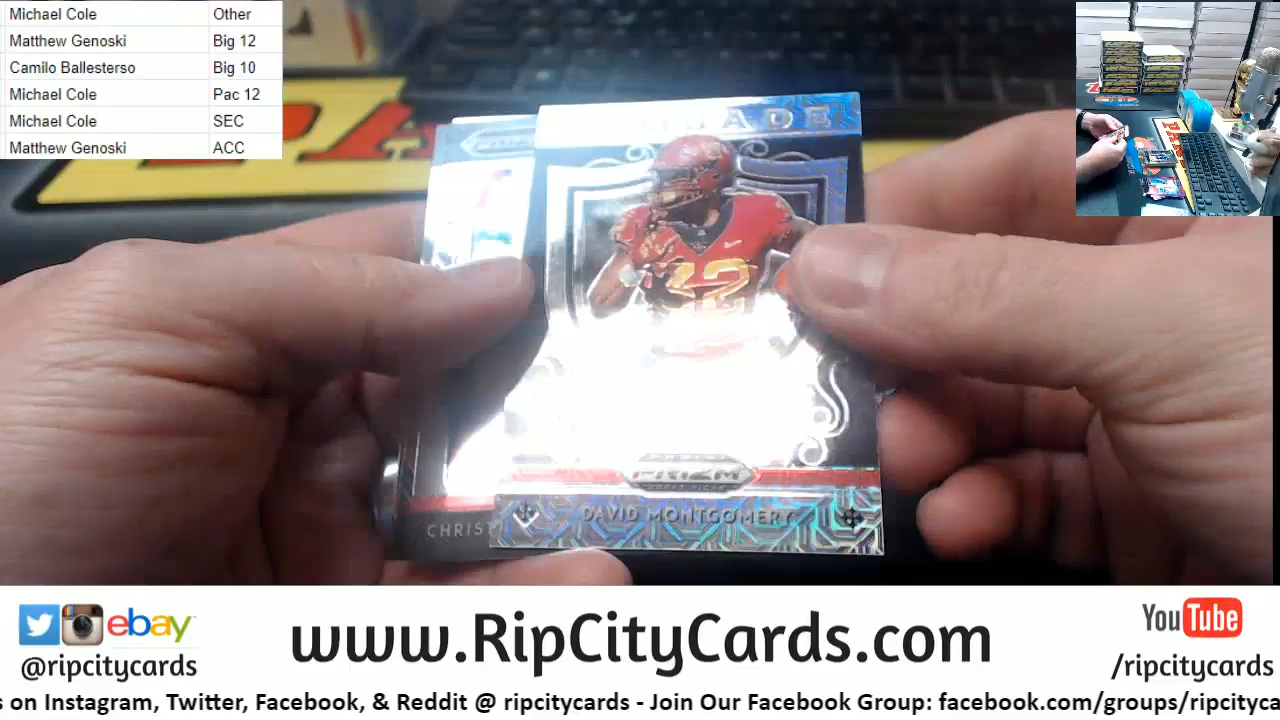 Michael Cole Other
Matthew Genoski Big 12
Camilo Ballesterso Big 10
Michael Cole Pac 12
Michael Cole SEC
Matthew Genoski ACC
32
PRIZM
DAVID MONTGOMERY
CHRIST
ebay
@ripcitycards
www.RipCityCards.com
YouTube
/ripcitycards
s on Instagram, Twitter, Facebook, & Reddit @ ripcitycards - Join Our Facebook Group: facebook.com/groups/ripcityca